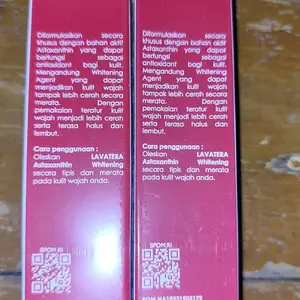 Diformulasikan secara
khusus dengan bahan aktif
Astaxanthin yang dapat
berfungsi sebagai
antioxidant bagi kulit,
Mengandung Whitening
Agent yang dapat
menjadikan kulit wajah
tampak lebih cerah secara
merata. Dengan
pemakaian teratur kulit
wajah menjadi lebih cerah
serta terasa halus dan
lembut.
Cara penggunaan :
Oleskan LAVATERA
Astaxanthin Whitening
secara tipis dan merata
pada kulit wajah anda.
BPOM RI
Diformulasikan secara
khusus dengan bahan aktif
Astaxanthin yang dapat
berfungsi sebagai
antioxidant bagi kulit,
Mengandung Whitening
Agent yang dapat
menjadikan kulit wajah
tampak lebih cerah secara
merata. Dengan
pemakaian teratur kulit
wajah menjadi lebih cerah
serta terasa halus dan
lembut.
Cara penggunaan :
Oleskan LAVATERA
Astaxanthin Whitening
secara tipis dan merata
pada kulit wajah anda.
BPOM RI